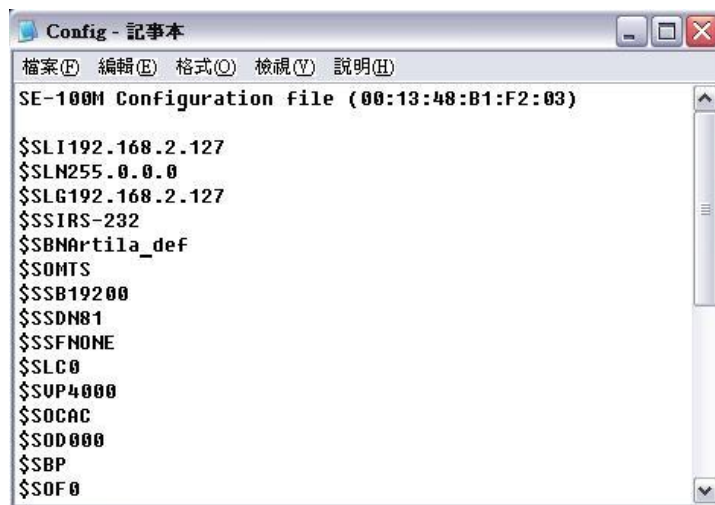 Config - 記事本
檔案(F) 編輯(E) 格式(O) 檢視(V) 說明(H)
SE-100M Configuration file (00:13:48:B1:F2:03)
$SLI192.168.2.127
$SLN255.0.0.0
$SLG192.168.2.127
$SSIRS-232
$SBNArtila_def
$SOMTS
$SSB19200
$SSDN81
$SSFNONE
$SLC0
$SVP4000
$SOCAC
$SOD000
$SBP
$SOF0